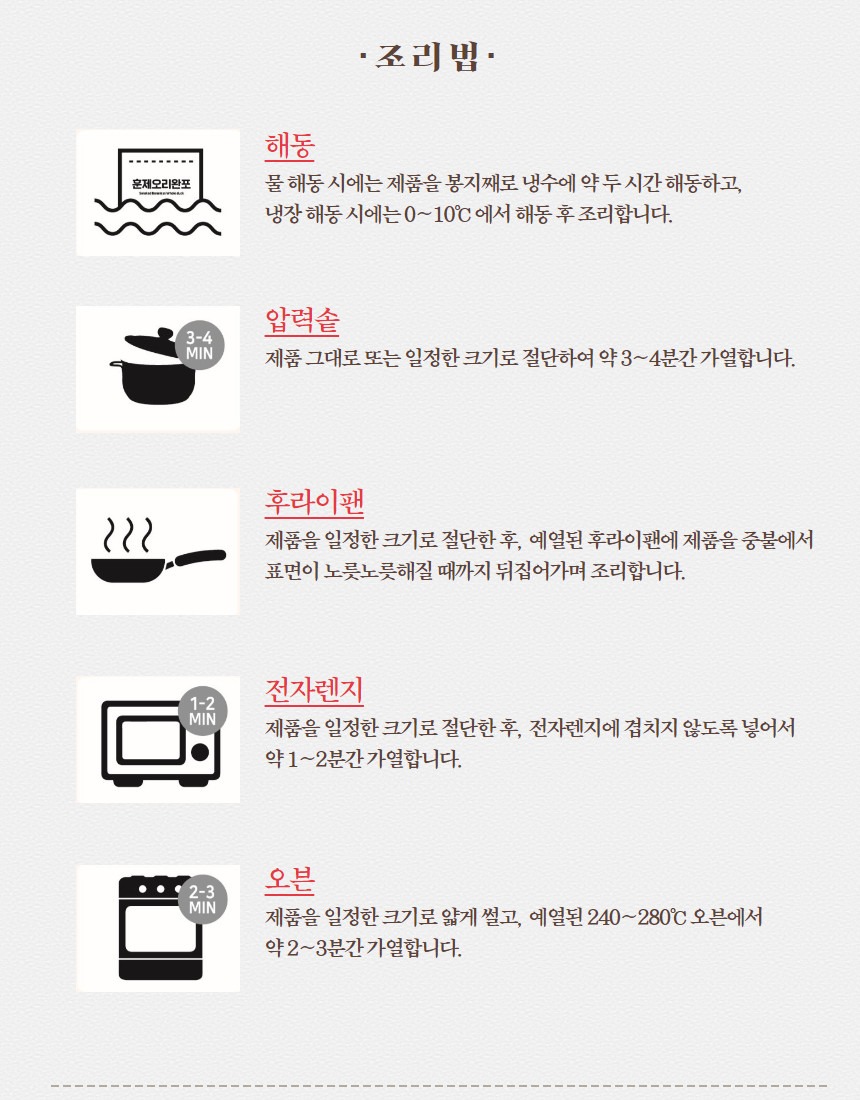 ·조리법·
해동
훈제오리완포
물 해동 시에는 제품을 봉지째로 냉수에 약 두 시간 해동하고,
냉장 해동 시에는 0~10℃ 에서 해동 후 조리합니다.
압력솥
3-4
MIN
제품 그대로 또는 일정한 크기로 절단하여 약 3~4분간 가열합니다.
후라이팬
제품을 일정한 크기로 절단한 후, 예열된 후라이팬에 제품을 중불에서
표면이 노릇노릇해질 때까지 뒤집어가며 조리합니다.
전자렌지
1-2
MIN
제품을 일정한 크기로 절단한 후, 전자렌지에 겹치지 않도록 넣어서
약 1~2분간 가열합니다.
오븐
2-3
MIN
제품을 일정한 크기로 얇게 썰고, 예열된 240~280℃ 오븐에서
약 2~3분간 가열합니다.